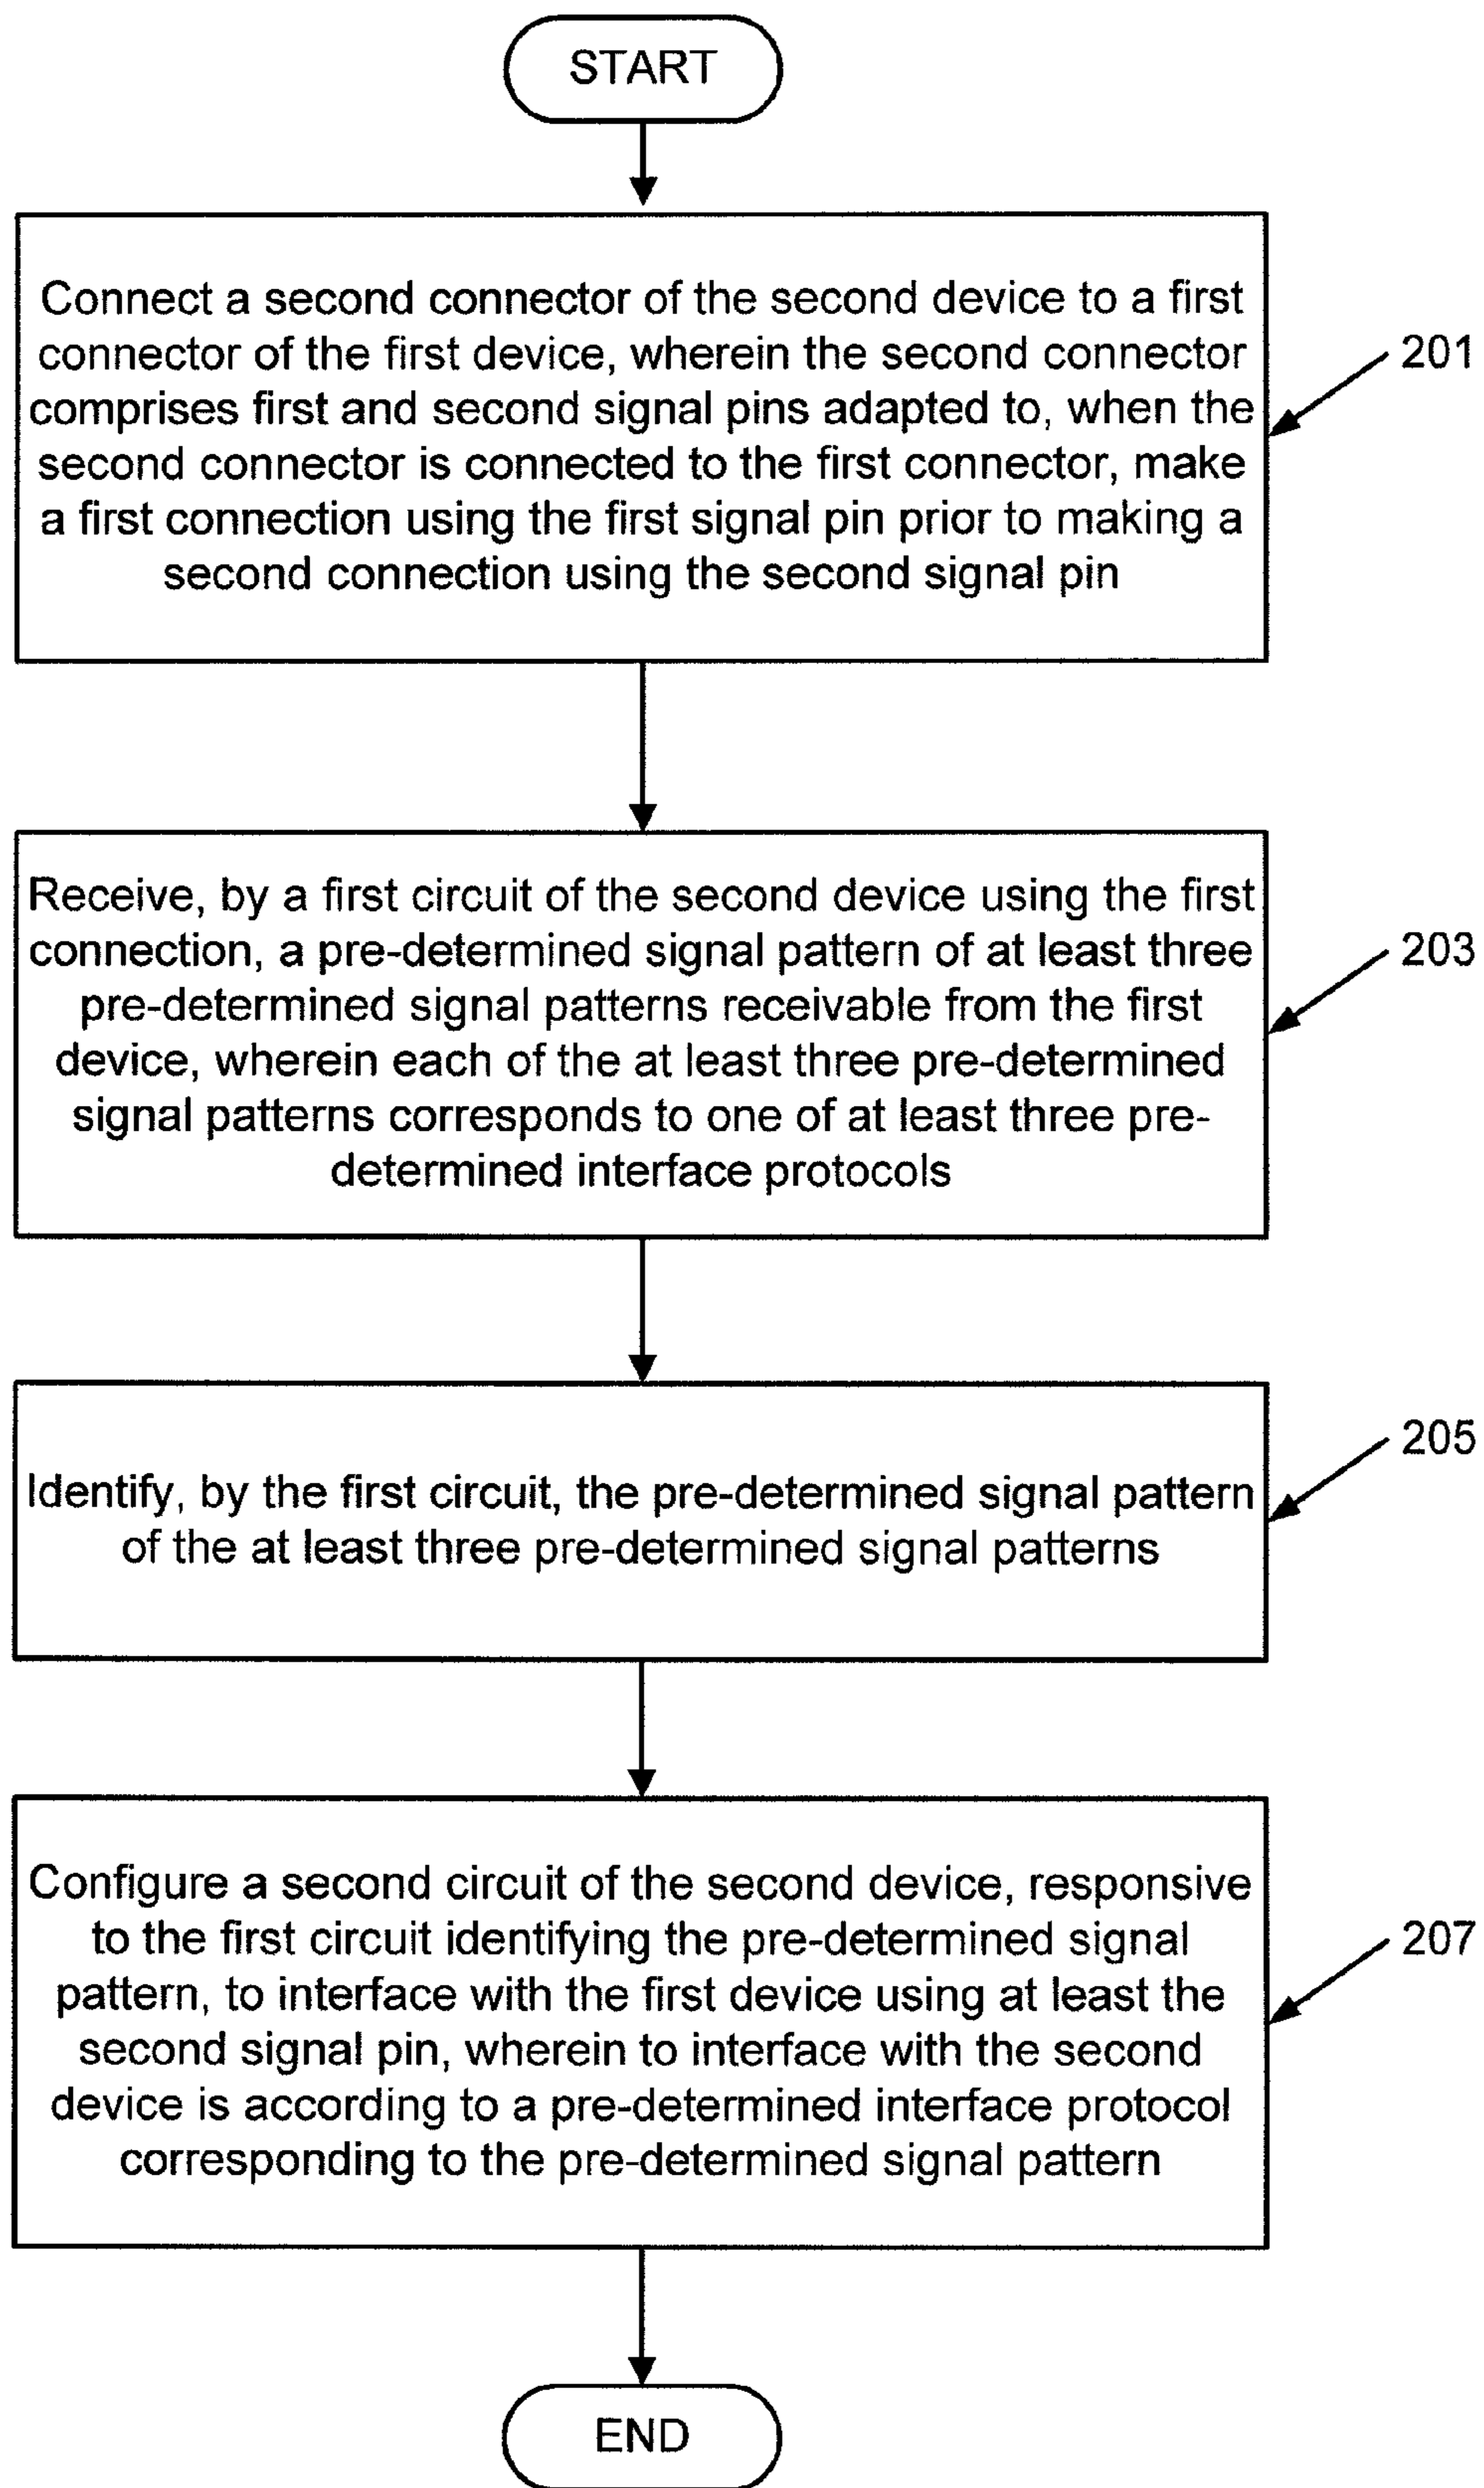 START
Connect a second connector of the second device to a first
connector of the first device, wherein the second connector
comprises first and second signal pins adapted to, when the
second connector is connected to the first connector, make
a first connection using the first signal pin prior to making a
second connection using the second signal pin
201
Receive, by a first circuit of the second device using the first
connection, a pre-determined signal pattern of at least three
pre-determined signal patterns receivable from the first
device, wherein each of the at least three pre-determined
signal patterns corresponds to one of at least three pre-
determined interface protocols
203
Identify, by the first circuit, the pre-determined signal pattern
of the at least three pre-determined signal patterns
205
Configure a second circuit of the second device, responsive
to the first circuit identifying the pre-determined signal
pattern, to interface with the first device using at least the
second signal pin, wherein to interface with the second
device is according to a pre-determined interface protocol
corresponding to the pre-determined signal pattern
207
END